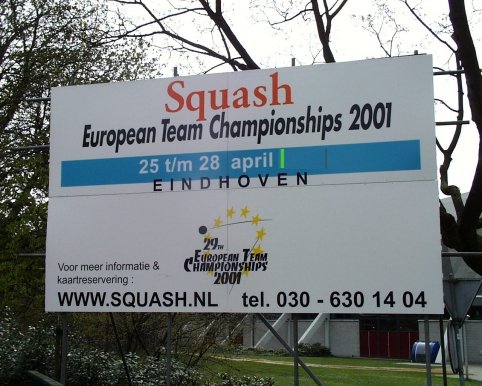 Squash
European Team Championships 2001
25 t/m 28 april
EINDHOVEN
29TH
EUROPEAN TEAM
CHAMPIONSHIPS
2001
Voor meer informatie &
kaartreservering :
WWW.SQUASH.NL tel. 030 - 630 14 04